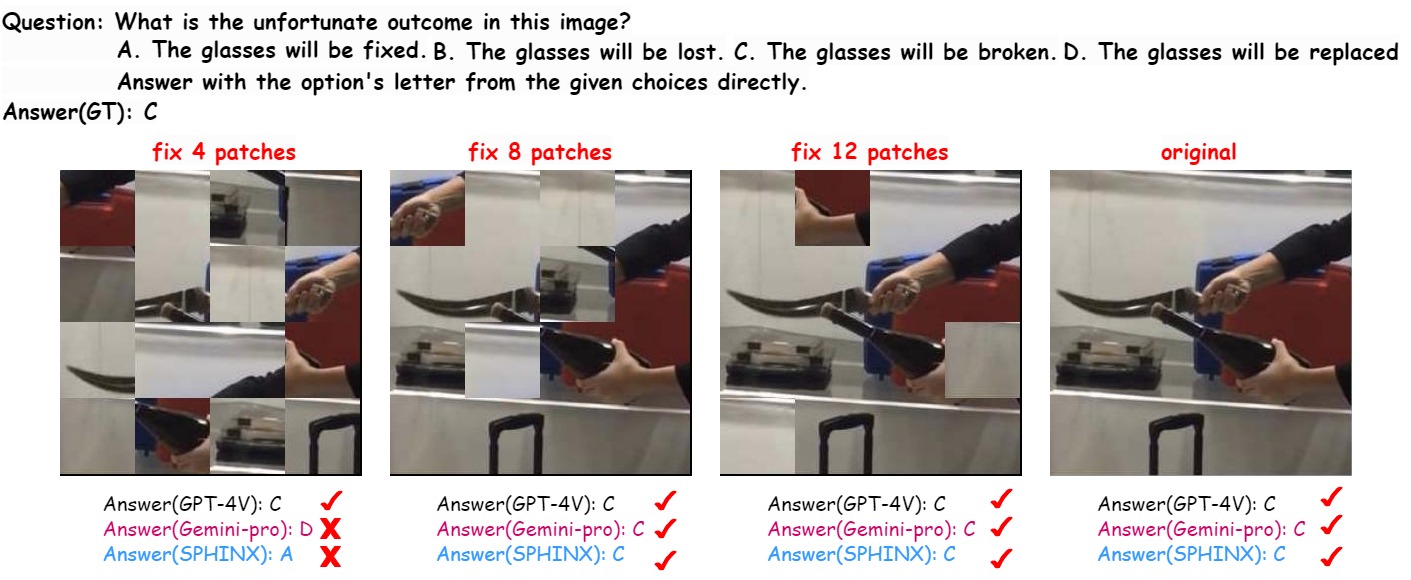 Question: What is the unfortunate outcome in this image?
A. The glasses will be fixed. B. The glasses will be lost. C. The glasses will be broken. D. The glasses will be replaced
Answer with the option's letter from the given choices directly.
Answer(GT): C
fix 4 patches
fix 8 patches
fix 12 patches
original
Answer(GPT-4V): C ✓
Answer(Gemini-pro): D X
Answer(SPHINX): A X
Answer(GPT-4V): C ✓
Answer(Gemini-pro): C ✓
Answer(SPHINX): C ✓
Answer(GPT-4V): C ✓
Answer(Gemini-pro): C ✓
Answer(SPHINX): C ✓
Answer(GPT-4V): C ✓
Answer(Gemini-pro): C ✓
Answer(SPHINX): C ✓